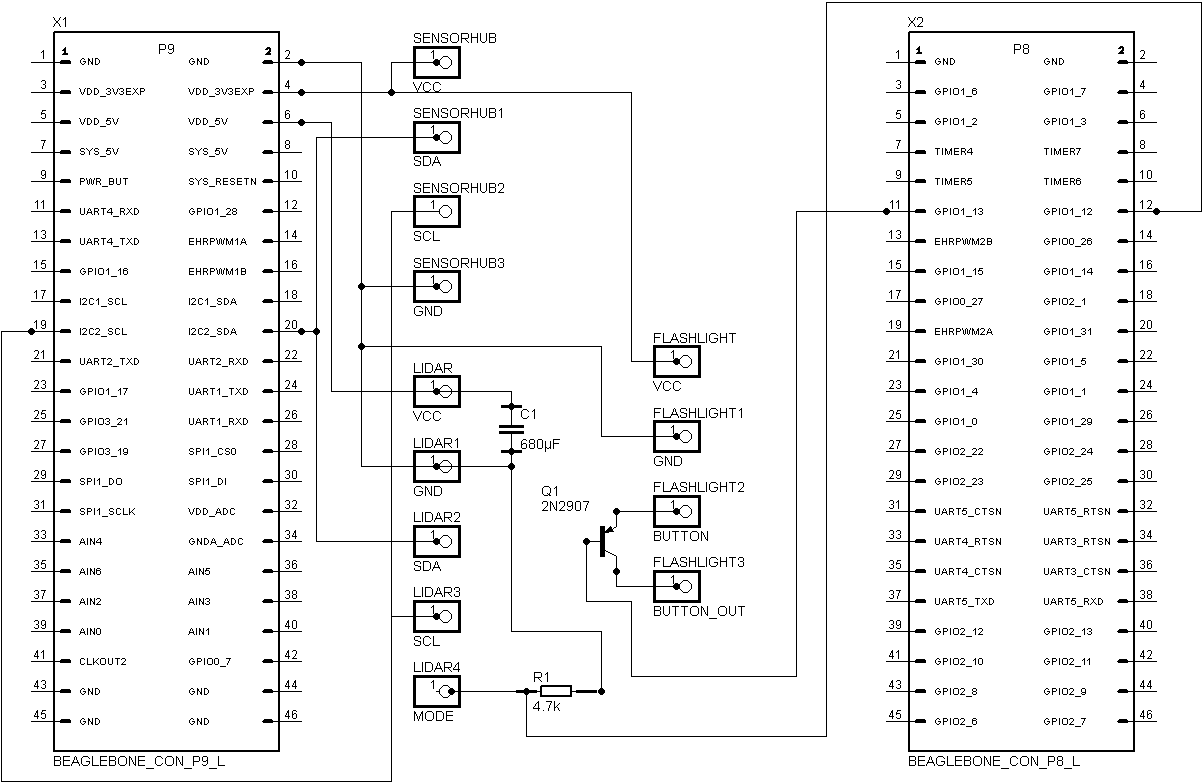 X1
P9
1 2
1 GND GND 2
3 VDD_3V3EXP VDD_3V3EXP 4
5 VDD_5V VDD_5V 6
7 SYS_5V SYS_5V 8
9 PWR_BUT SYS_RESETN 10
11 UART4_RXD GPIO1_28 12
13 UART4_TXD EHRPWM1A 14
15 GPIO1_16 EHRPWM1B 16
17 I2C1_SCL I2C1_SDA 18
19 I2C2_SCL I2C2_SDA 20
21 UART2_TXD UART2_RXD 22
23 GPIO1_17 UART1_TXD 24
25 GPIO3_21 UART1_RXD 26
27 GPIO3_19 SPI1_CS0 28
29 SPI1_DO SPI1_DI 30
31 SPI1_SCLK VDD_ADC 32
33 AIN4 GNDA_ADC 34
35 AIN6 AIN5 36
37 AIN2 AIN3 38
39 AIN0 AIN1 40
41 CLKOUT2 GPIO0_7 42
43 GND GND 44
45 GND GND 46
BEAGLEBONE_CON_P9_L
SENSORHUB
1
VCC
SENSORHUB1
1
SDA
SENSORHUB2
1
SCL
SENSORHUB3
1
GND
LIDAR
1
VCC
LIDAR1
1
GND
LIDAR2
1
SDA
LIDAR3
1
SCL
LIDAR4
1
MODE
C1
680µF
R1
4.7k
Q1
2N2907
FLASHLIGHT
1
VCC
FLASHLIGHT1
1
GND
FLASHLIGHT2
1
BUTTON
FLASHLIGHT3
1
BUTTON_OUT
X2
P8
1 2
1 GND GND 2
3 GPIO1_6 GPIO1_7 4
5 GPIO1_2 GPIO1_3 6
7 TIMER4 TIMER7 8
9 TIMER5 TIMER6 10
11 GPIO1_13 GPIO1_12 12
13 EHRPWM2B GPIO0_26 14
15 GPIO1_15 GPIO1_14 16
17 GPIO0_27 GPIO2_1 18
19 EHRPWM2A GPIO1_31 20
21 GPIO1_30 GPIO1_5 22
23 GPIO1_4 GPIO1_1 24
25 GPIO1_0 GPIO1_29 26
27 GPIO2_22 GPIO2_24 28
29 GPIO2_23 GPIO2_25 30
31 UART5_CTSN UART5_RTSN 32
33 UART4_RTSN UART3_RTSN 34
35 UART4_CTSN UART3_CTSN 36
37 UART5_TXD UART5_RXD 38
39 GPIO2_12 GPIO2_13 40
41 GPIO2_10 GPIO2_11 42
43 GPIO2_8 GPIO2_9 44
45 GPIO2_6 GPIO2_7 46
BEAGLEBONE_CON_P8_L